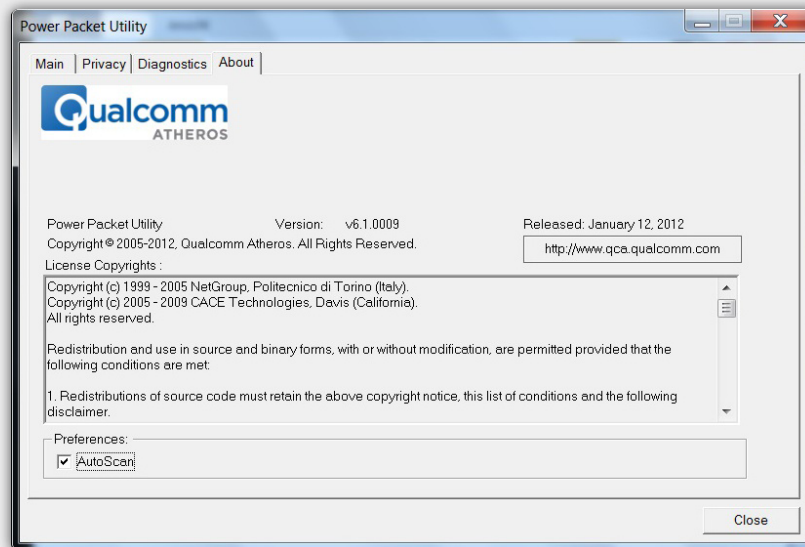 Power Packet Utility
Main Privacy Diagnostics About
Qualcomm
ATHEROS
Power Packet Utility Version: v6.1.0009 Released: January 12, 2012
Copyright © 2005-2012, Qualcomm Atheros. All Rights Reserved.
http://www.qca.qualcomm.com
License Copyrights :
Copyright (c) 1999 - 2005 NetGroup, Politecnico di Torino (Italy).
Copyright (c) 2005 - 2009 CACE Technologies, Davis (California).
All rights reserved.
Redistribution and use in source and binary forms, with or without modification, are permitted provided that the
following conditions are met:
1. Redistributions of source code must retain the above copyright notice, this list of conditions and the following
disclaimer.
Preferences:
AutoScan
Close